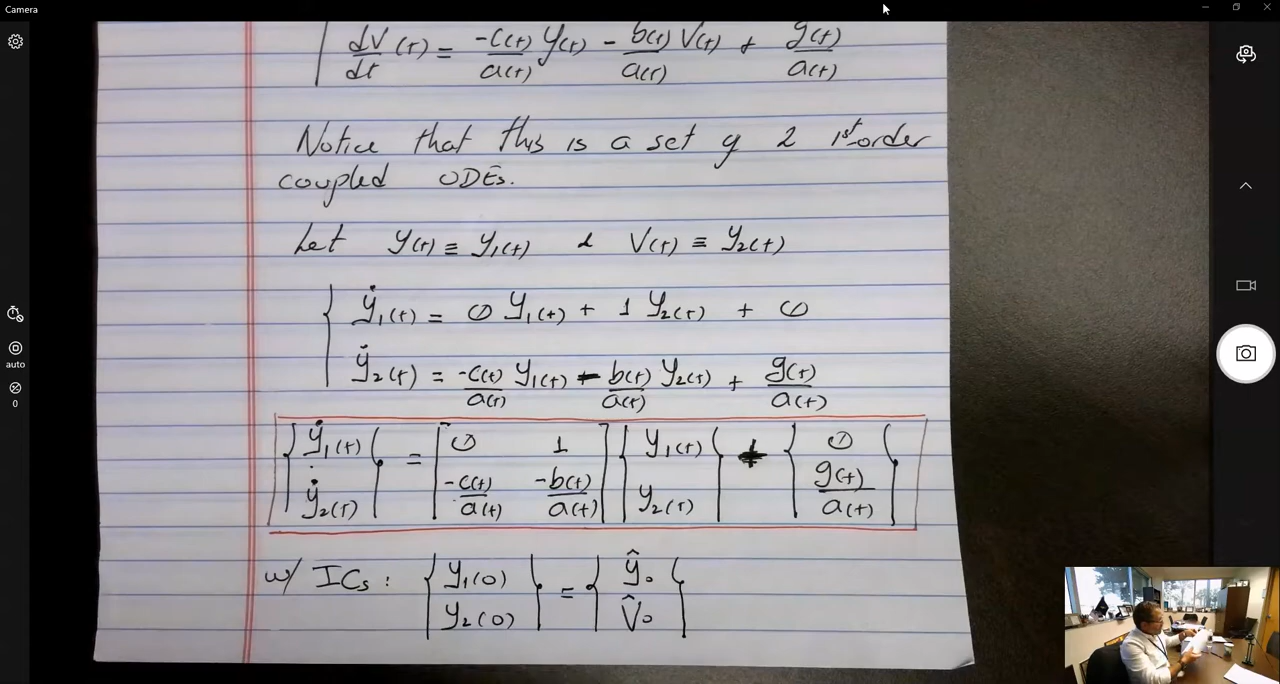 Camera
dV(t)/dt = -c(t)/a(t) y(t) - b(t)/a(t) V(t) + g(t)/a(t)
Notice that this is a set of 2 1st order
coupled ODEs.
Let y(t) ≡ y1(t) & V(t) ≡ y2(t)
ẏ1(t) = 0 y1(t) + 1 y2(t) + 0
ẏ2(t) = -c(t)/a(t) y1(t) - b(t)/a(t) y2(t) + g(t)/a(t)
{ẏ1(t) ẏ2(t)} = [0 1 -c(t)/a(t) -b(t)/a(t)] {y1(t) y2(t)} + {0 g(t)/a(t)}
w/ ICs : {y1(0) y2(0)} = {ŷ0 V̂0}
auto
0